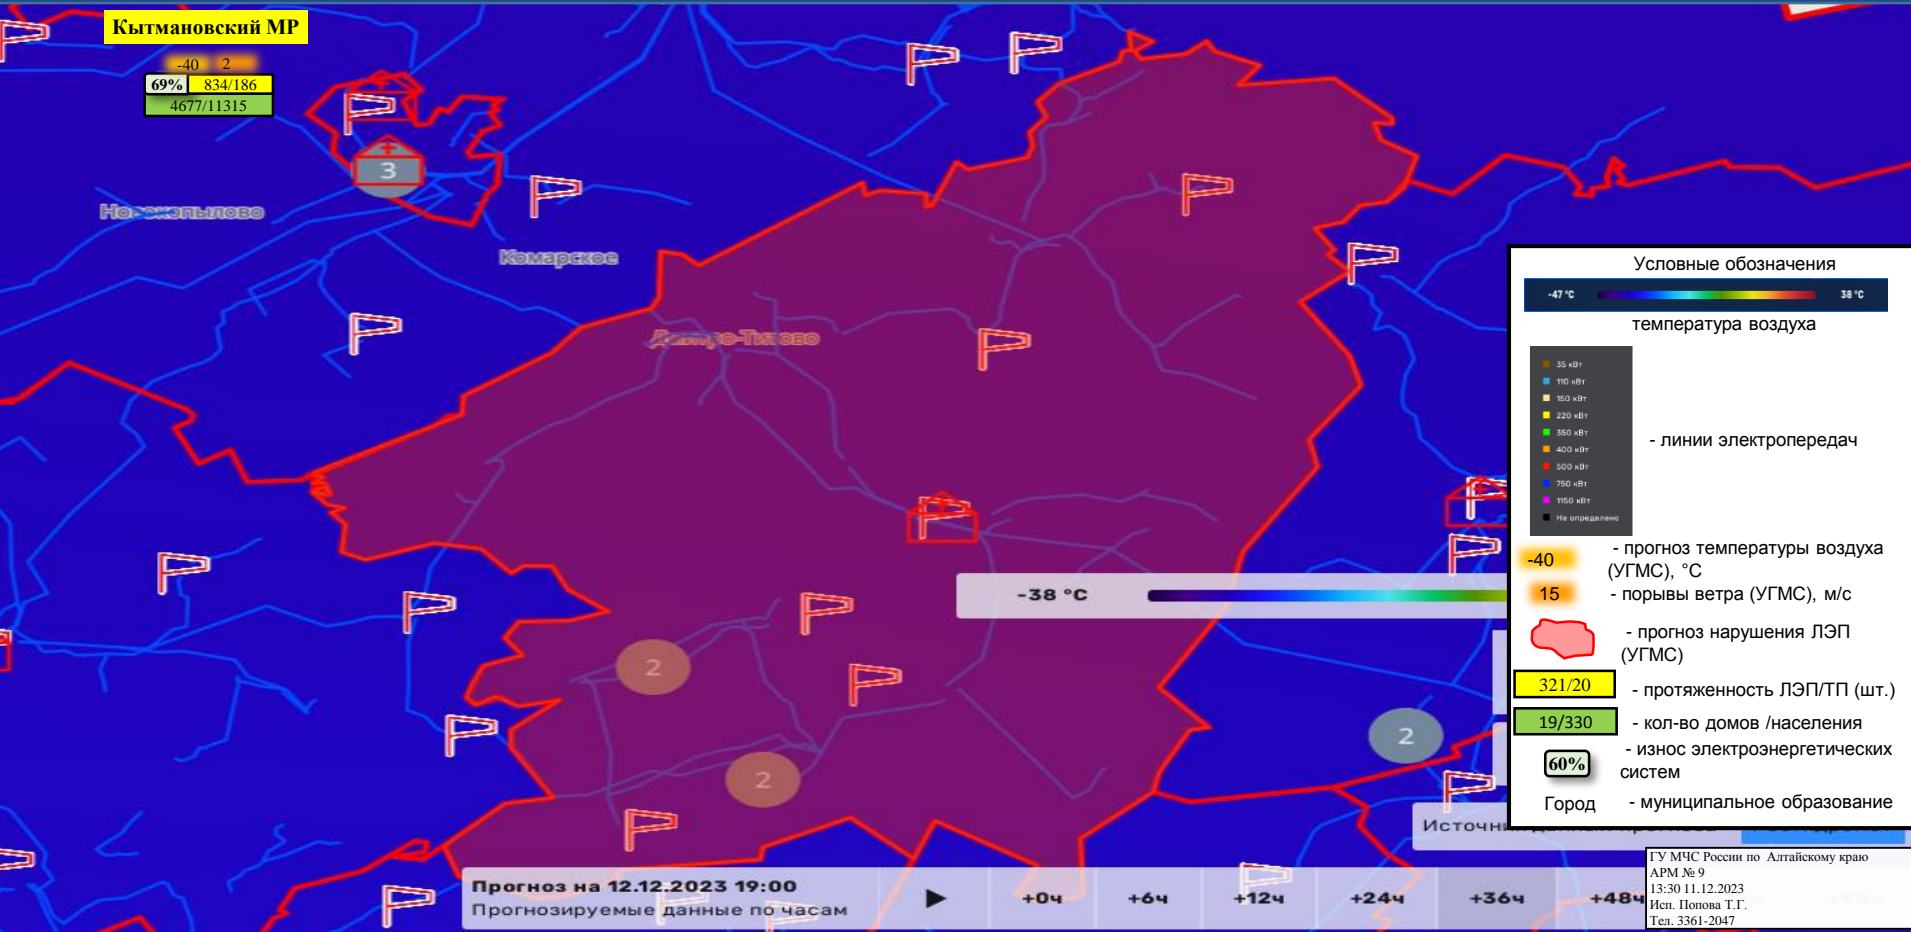 Кытмановский МР
-40 2
69% 834/186
4677/11315
3
Новокопылово
Комарское
Дмитро-Титово
-38 °C
2
2
2
Условные обозначения
-47 °C 38 °C
температура воздуха
35 кВт
110 кВт
150 кВт
220 кВт
350 кВт
400 кВт
500 кВт
750 кВт
1150 кВт
Не определено
- линии электропередач
-40 - прогноз температуры воздуха
(УГМС), °С
15 - порывы ветра (УГМС), м/с
- прогноз нарушения ЛЭП
(УГМС)
321/20 - протяженность ЛЭП/ТП (шт.)
19/330 - кол-во домов /населения
60% - износ электроэнергетических
систем
Город - муниципальное образование
Прогноз на 12.12.2023 19:00
Прогнозируемые данные по часам
+0ч +6ч +12ч +24ч +36ч +48ч
ГУ МЧС России по Алтайскому краю
АРМ № 9
13:30 11.12.2023
Исп. Попова Т.Г.
Тел. 3361-2047